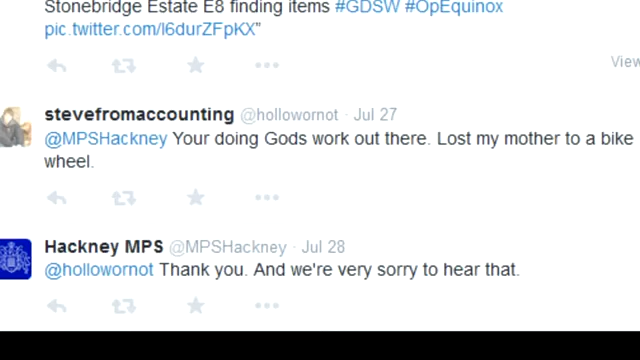 Stonebridge Estate E8 finding items #GDSW #OpEquinox
pic.twitter.com/l6durZFpKX”
View
stevefromaccounting @hollowornot · Jul 27
@MPSHackney Your doing Gods work out there. Lost my mother to a bike
wheel.
Hackney MPS @MPSHackney · Jul 28
@hollowornot Thank you. And we're very sorry to hear that.